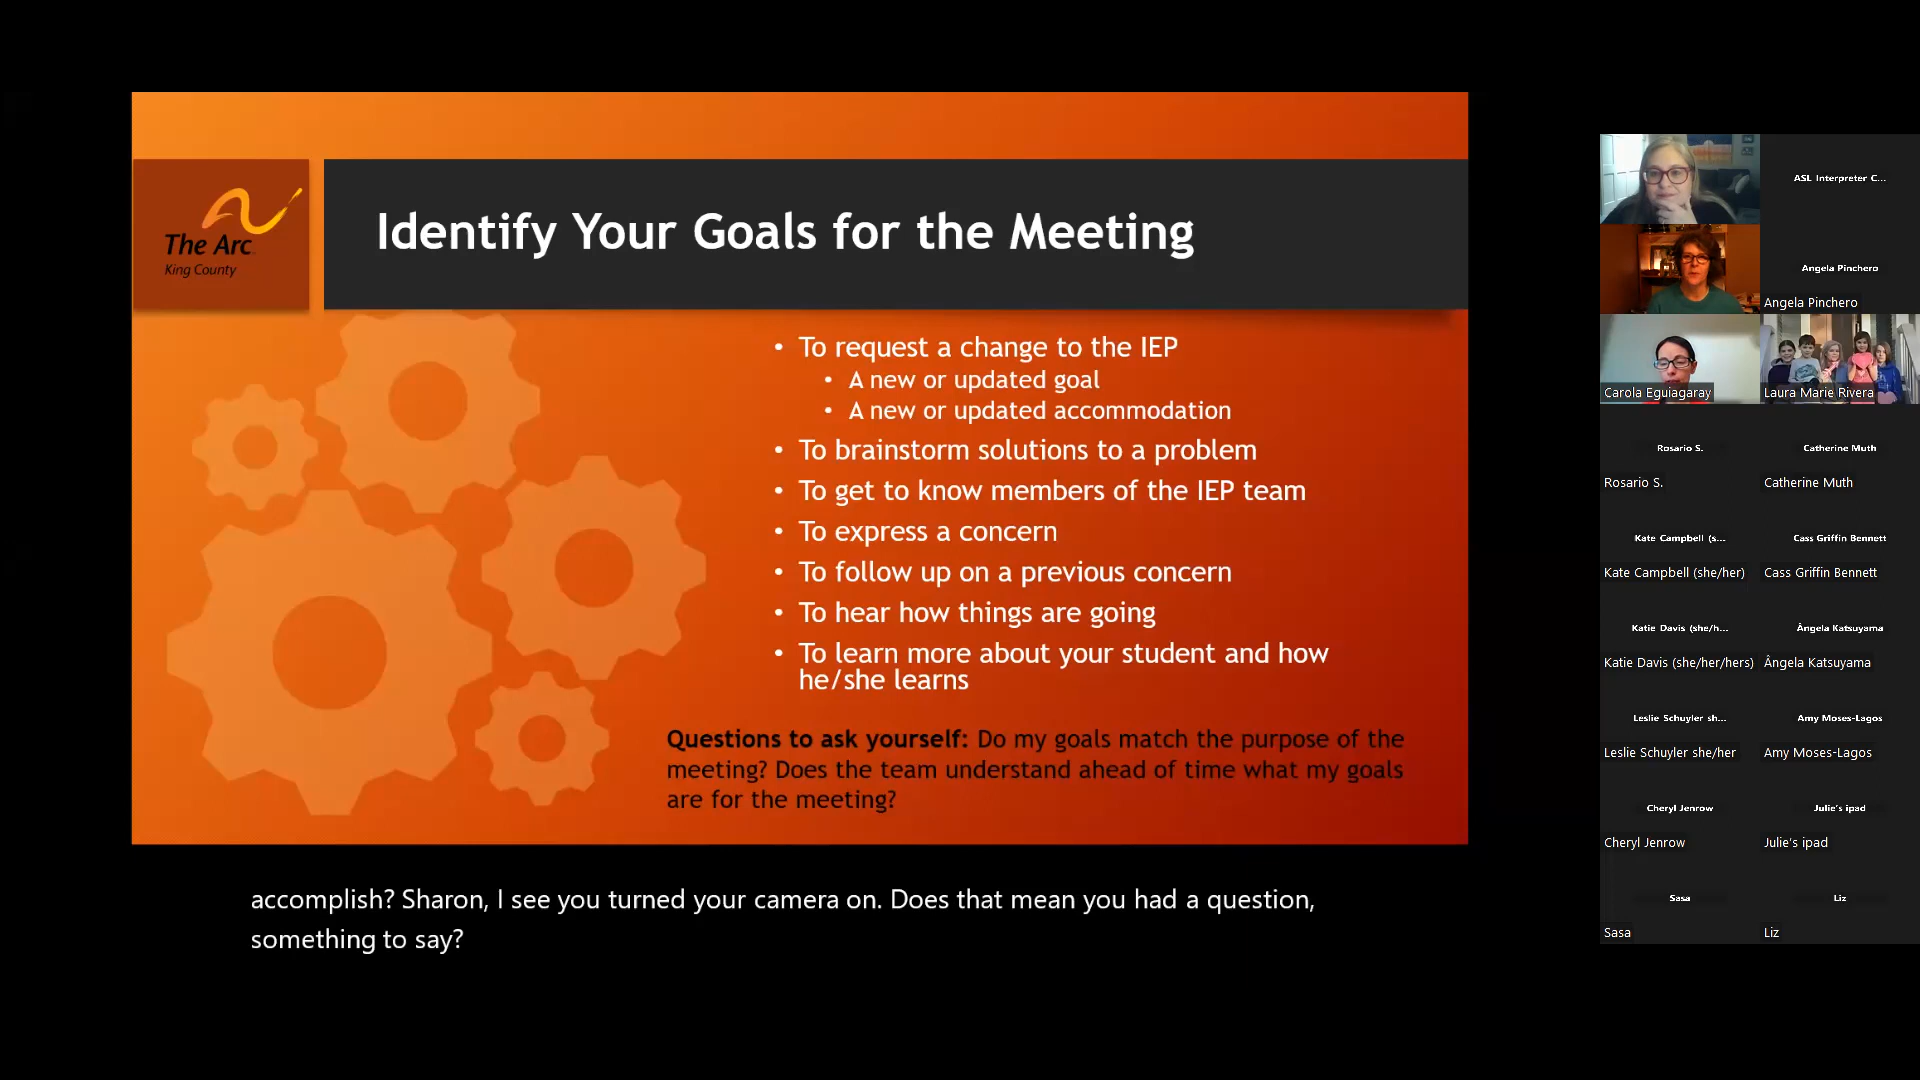 The Arc
King County
Identify Your Goals for the Meeting
• To request a change to the IEP
• A new or updated goal
• A new or updated accommodation
• To brainstorm solutions to a problem
• To get to know members of the IEP team
• To express a concern
• To follow up on a previous concern
• To hear how things are going
• To learn more about your student and how
he/she learns
Questions to ask yourself: Do my goals match the purpose of the
meeting? Does the team understand ahead of time what my goals
are for the meeting?
accomplish? Sharon, I see you turned your camera on. Does that mean you had a question,
something to say?
ASL Interpreter C...
Angela Pinchero
Angela Pinchero
Carola Eguiagaray
Laura Marie Rivera
Rosario S.
Catherine Muth
Rosario S.
Catherine Muth
Kate Campbell (s...
Cass Griffin Bennett
Kate Campbell (she/her)
Cass Griffin Bennett
Katie Davis (she/h...
Ângela Katsuyama
Katie Davis (she/her/hers)
Ângela Katsuyama
Leslie Schuyler sh...
Amy Moses-Lagos
Leslie Schuyler she/her
Amy Moses-Lagos
Cheryl Jenrow
Julie's ipad
Cheryl Jenrow
Julie's ipad
Sasa
Liz
Sasa
Liz